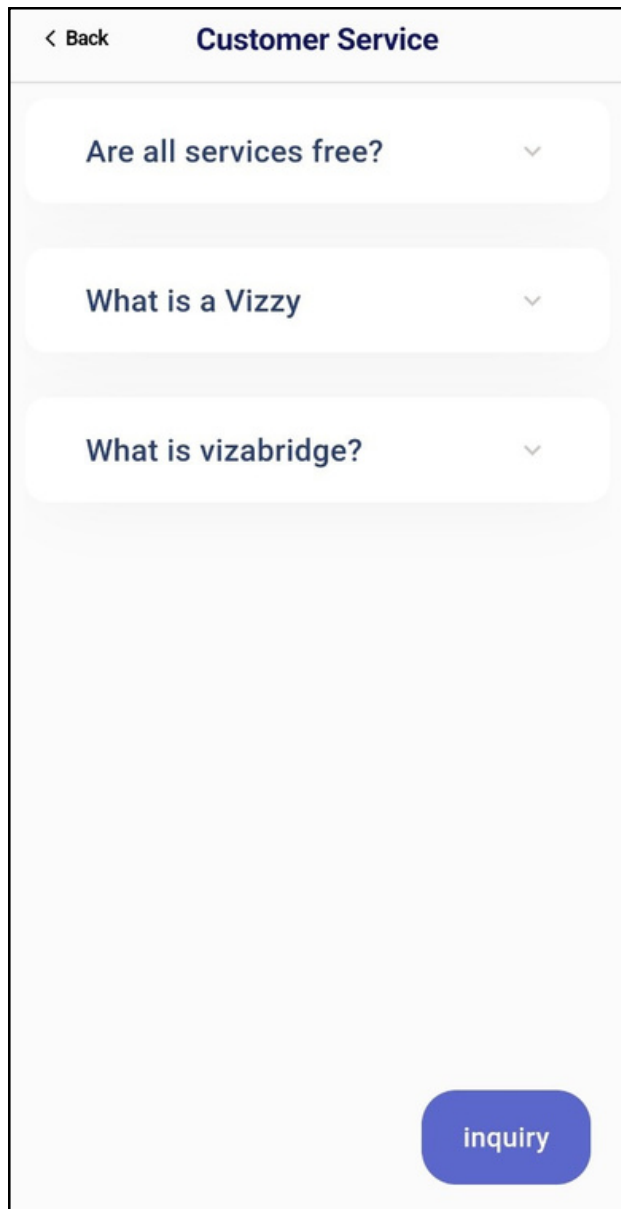 Back
Customer Service
Are all services free?
What is a Vizzy
What is vizabridge?
inquiry